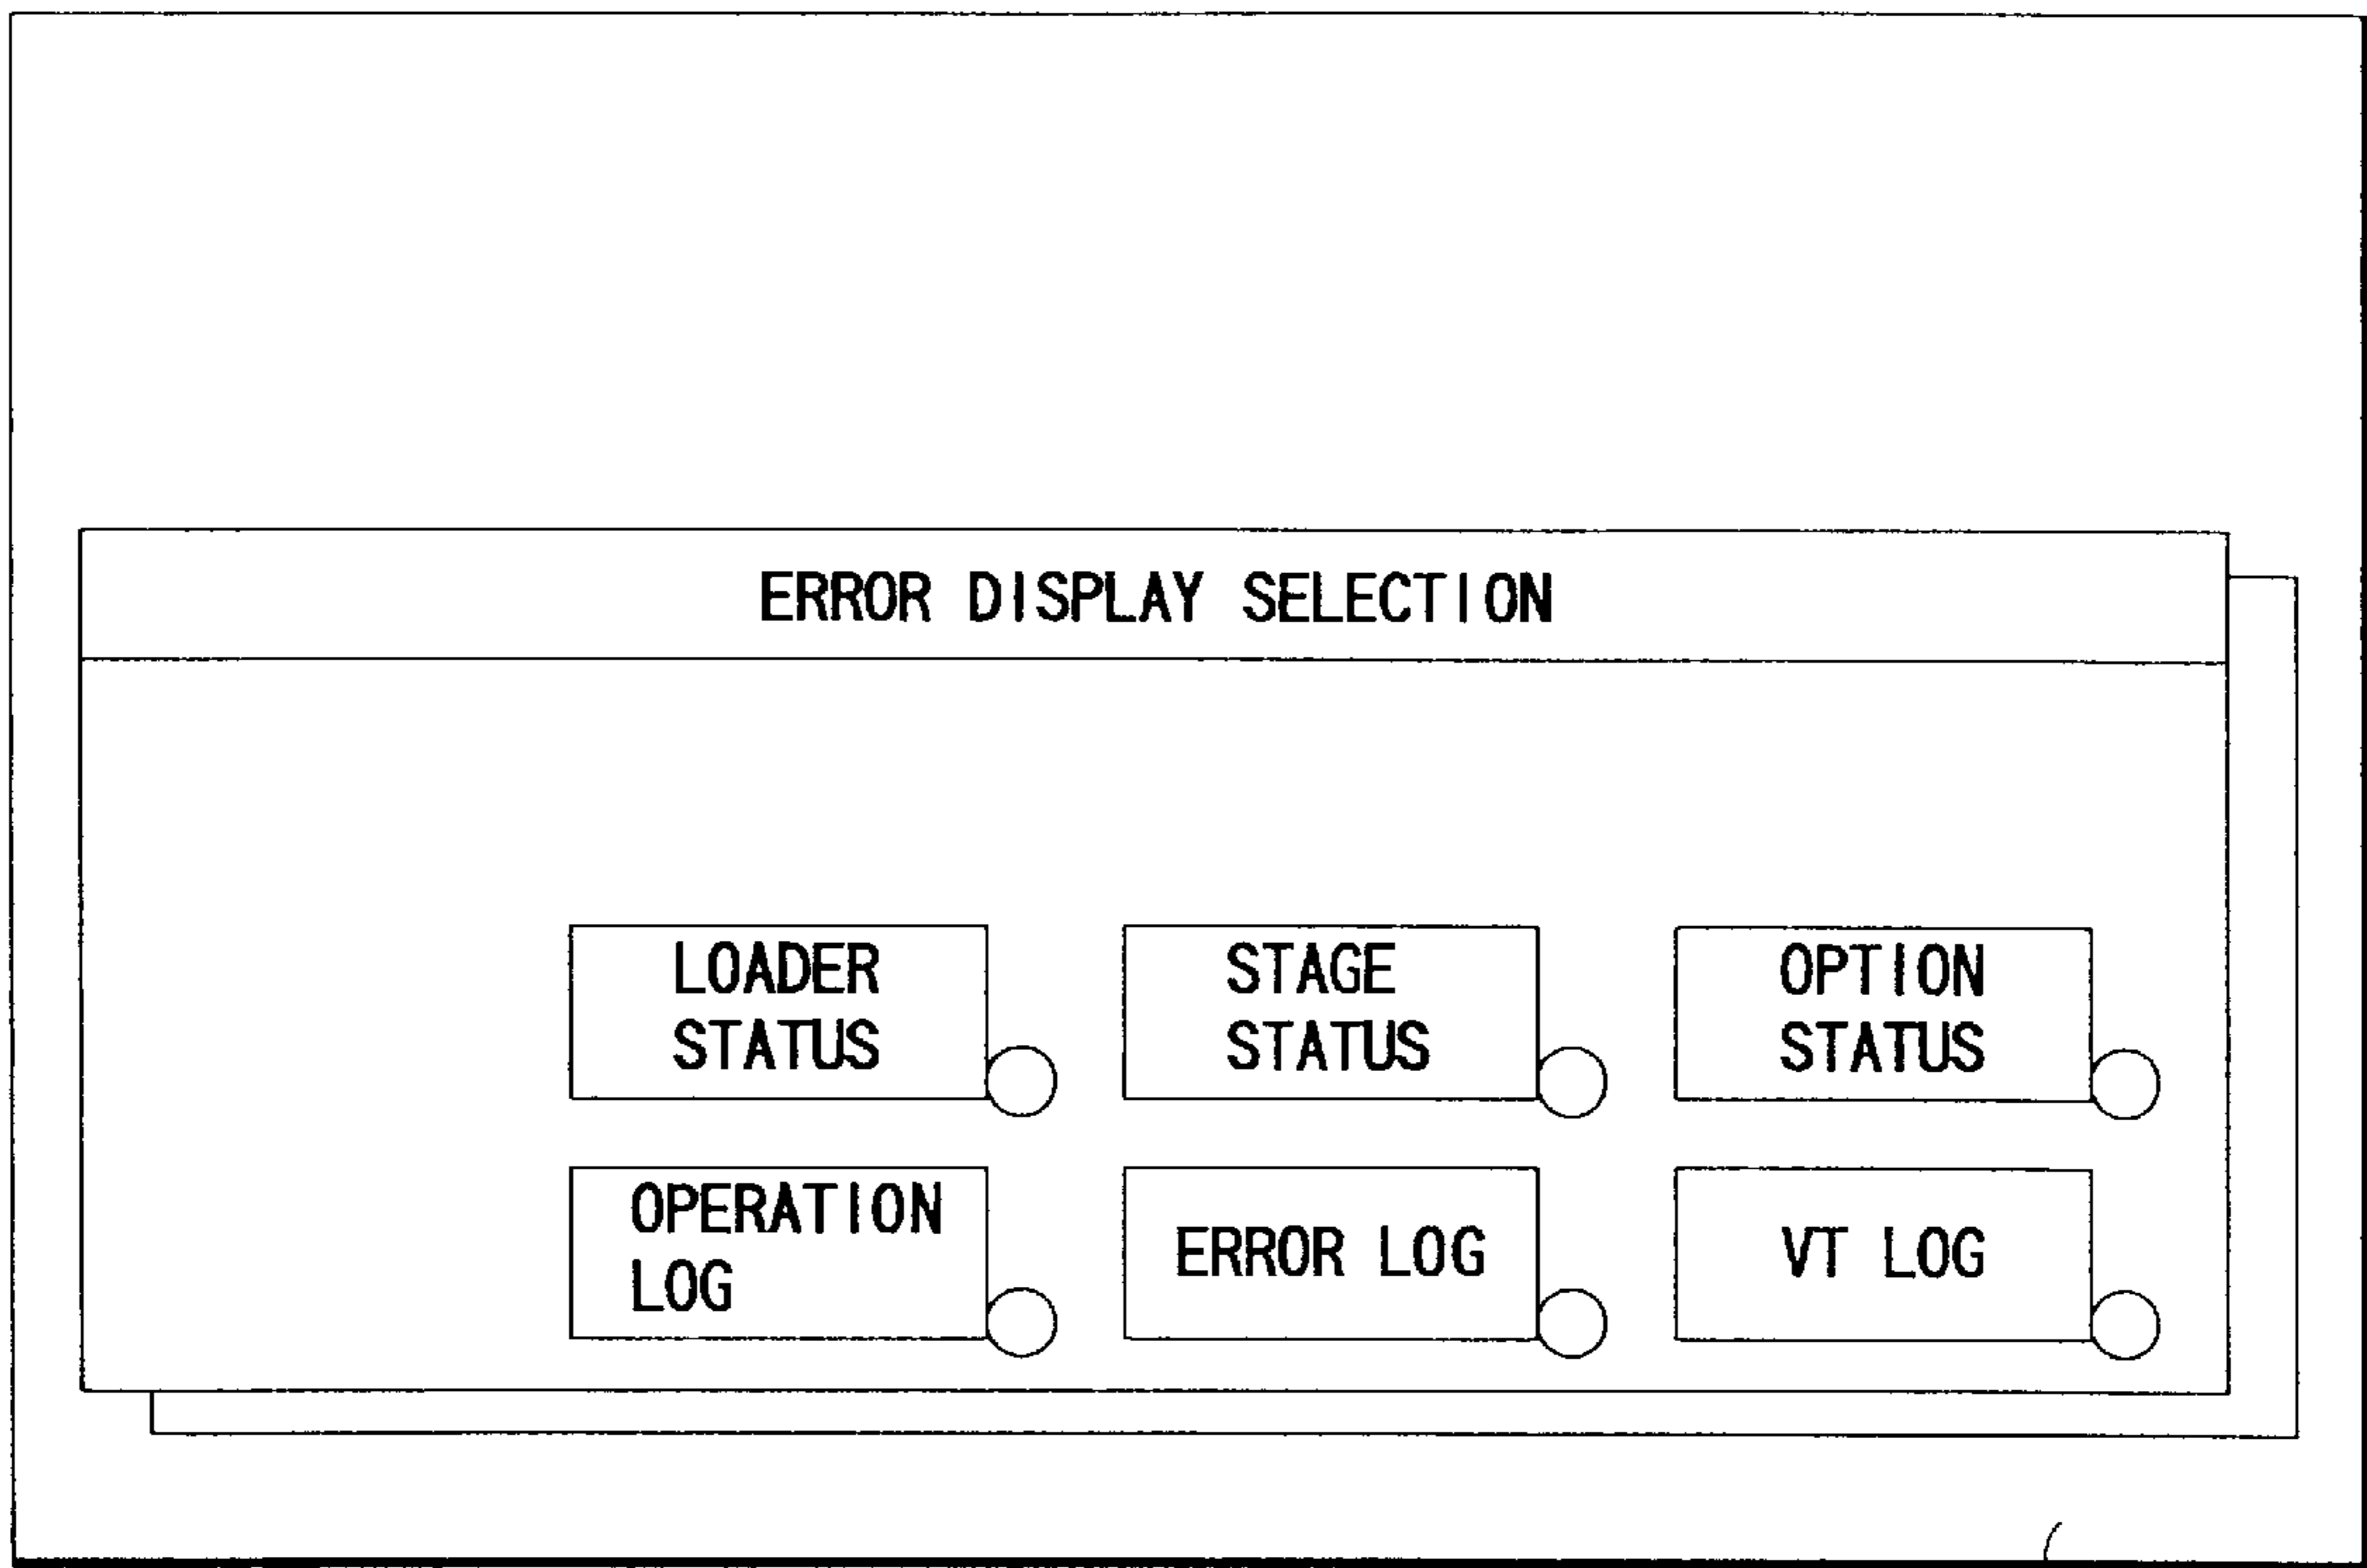 ERROR DISPLAY SELECTION
LOADER
STATUS
STAGE
STATUS
OPTION
STATUS
OPERATION
LOG
ERROR LOG
VT LOG